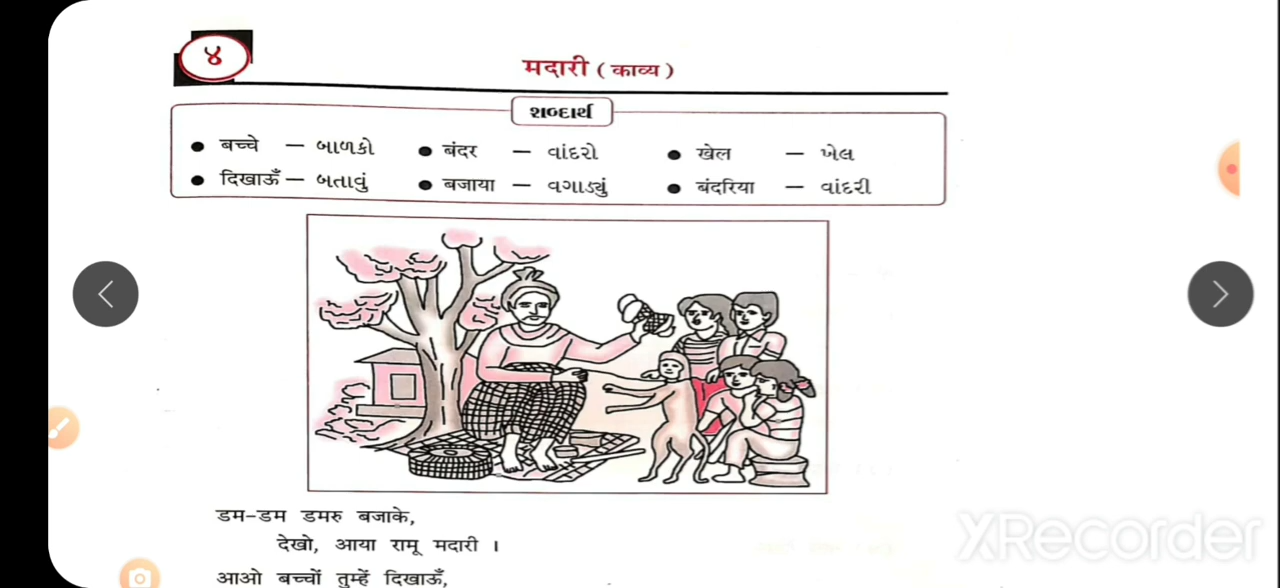 ४
मदारी ( काव्य )
શબ્દાર્થ
● बच्चे – બાળકો ● बंदर – વાંદરો ● खेल – ખેલ
● दिखाऊँ – બતાવું ● बजाया – વગાડ્યું ● बंदरिया – વાંદરી
डम-डम डमरु बजाके,
देखो, आया रामू मदारी ।
आओ बच्चों तुम्हें दिखाऊँ,
XRecorder